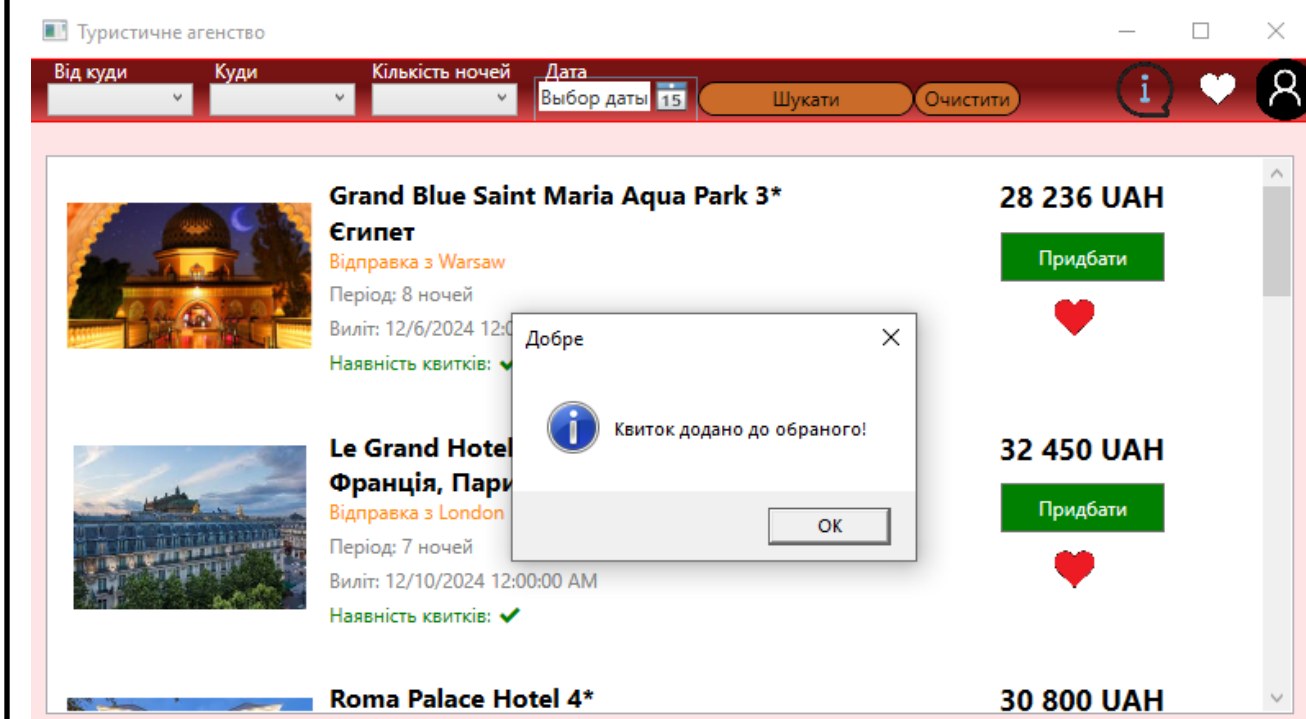 Туристичне агенство
Від куди Куди Кількість ночей Дата
Выбор даты 15 Шукати Очистити
Grand Blue Saint Maria Aqua Park 3* 28 236 UAH
Єгипет
Відправка з Warsaw Придбати
Період: 8 ночей
Виліт: 12/6/2024
Наявність квитків:
Добре
Квиток додано до обраного!
OK
Le Grand Hotel 32 450 UAH
Франція,
Відправка з London Придбати
Період: 7 ночей
Виліт: 12/10/2024 12:00:00 AM
Наявність квитків:
Roma Palace Hotel 4* 30 800 UAH